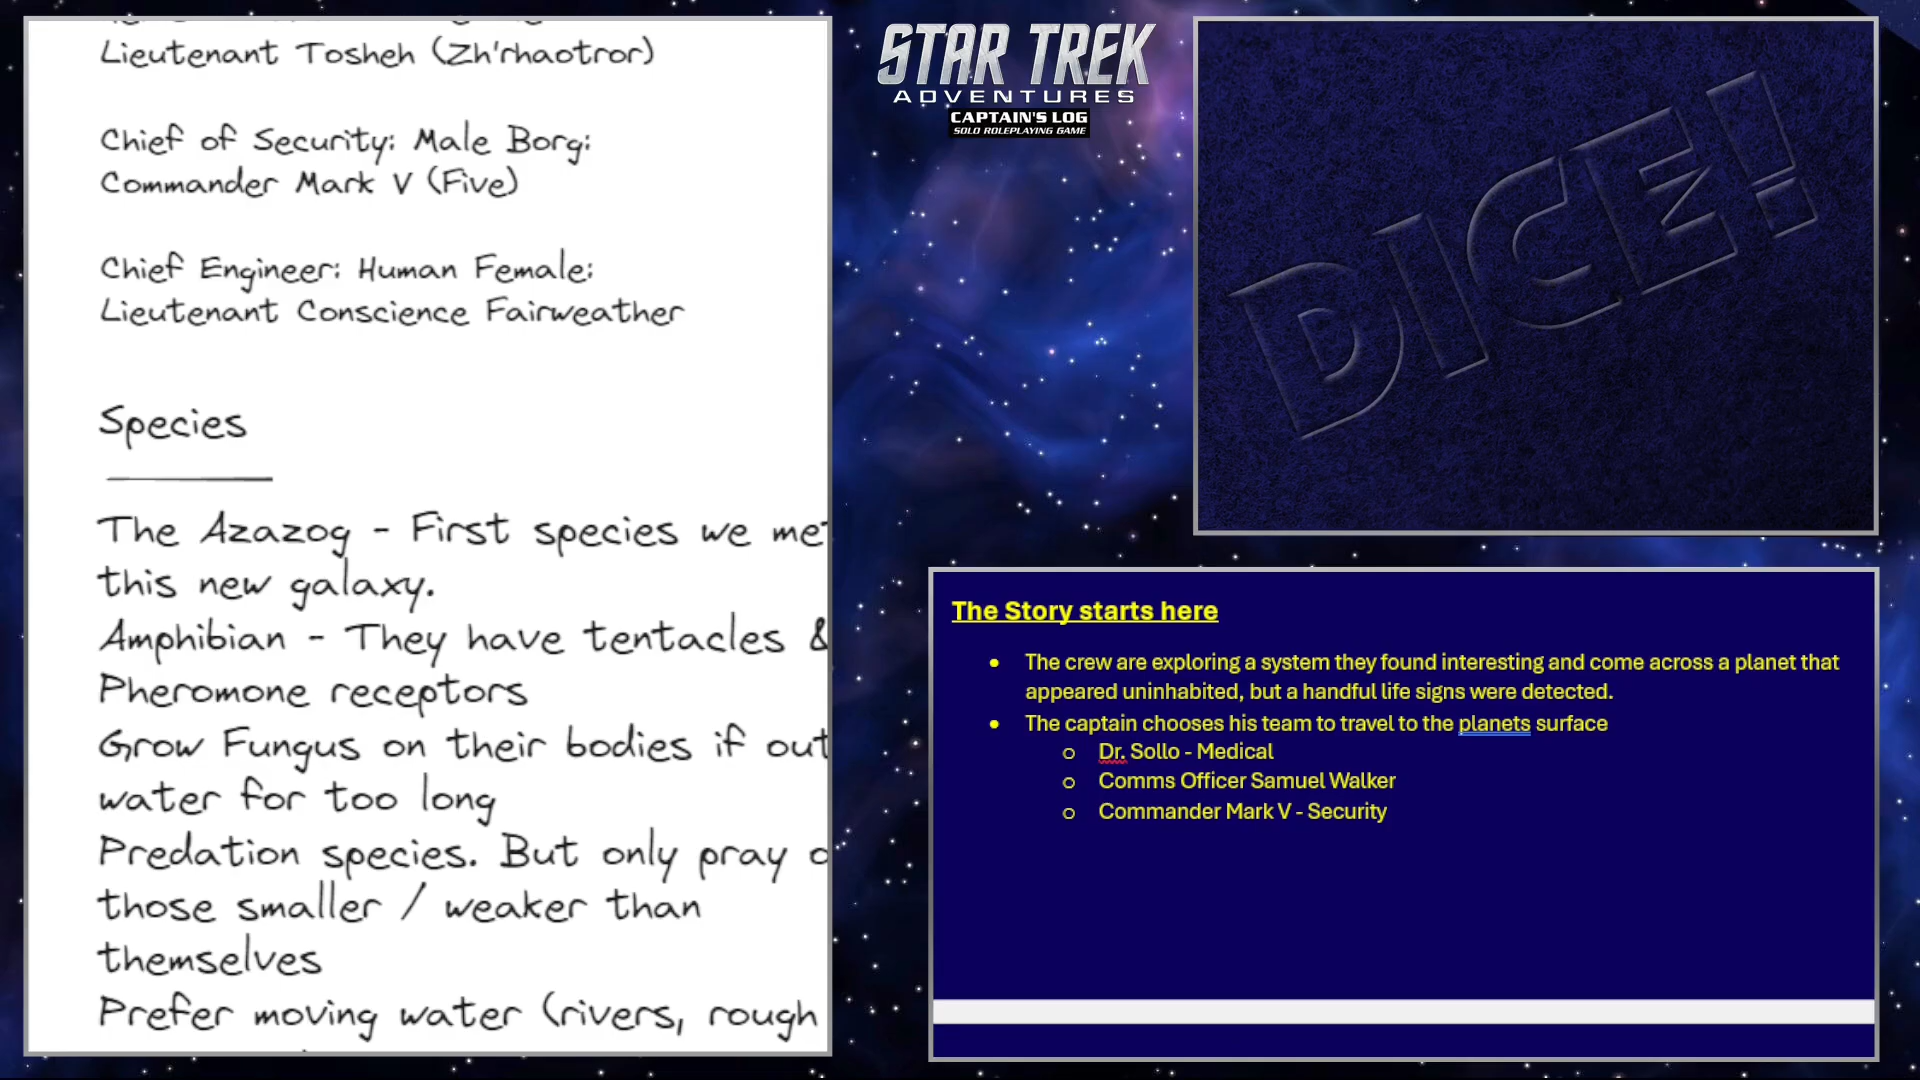 Lieutenant Tosheh (Zh'rhaotror)
Chief of Security: Male Borg:
Commander Mark V (Five)
Chief Engineer: Human Female:
Lieutenant Conscience Fairweather
Species
The Azazog - First species we met
this new galaxy.
Amphibian - They have tentacles &
Pheromone receptors
Grow Fungus on their bodies if out
water for too long
Predation species. But only pray
those smaller / weaker than
themselves
Prefer moving water (rivers, rough
STAR TREK
ADVENTURES
CAPTAIN'S LOG
SOLO ROLEPLAYING GAME
DICE!
The Story starts here
• The crew are exploring a system they found interesting and come across a planet that
appeared uninhabited, but a handful life signs were detected.
• The captain chooses his team to travel to the planets surface
o Dr. Sollo - Medical
o Comms Officer Samuel Walker
o Commander Mark V - Security